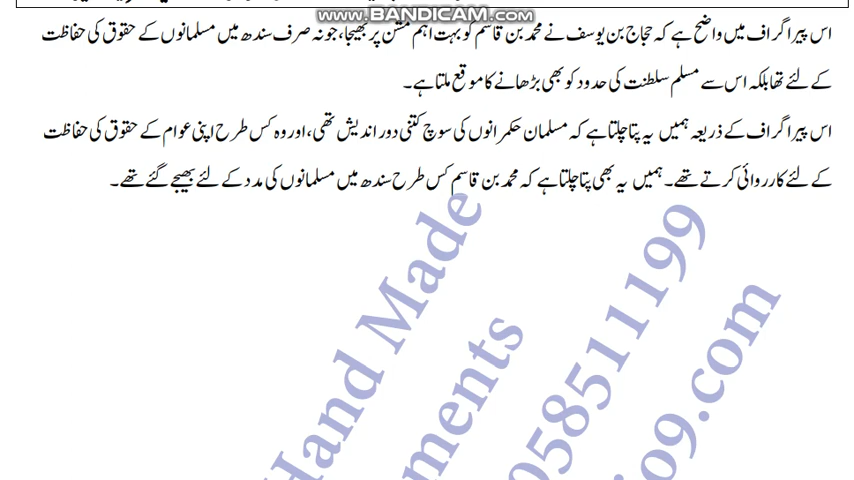 WWW.BANDICAM.COM
اس پیراگراف میں واضح ہے کہ حجاج بن یوسف نے محمد بن قاسم کو بہت اہم مشن پر بھیجا، جو نہ صرف سندھ میں مسلمانوں کے حقوق کی حفاظت
کے لئے تھا بلکہ اس سے مسلم سلطنت کی حدود کو بھی بڑھانے کا موقع ملتا ہے۔
اس پیراگراف کے ذریعہ ہمیں یہ پتا چلتا ہے کہ مسلمان حکمرانوں کی سوچ کتنی دور اندیش تھی، اور وہ کس طرح اپنی عوام کے حقوق کی حفاظت
کے لئے کارروائی کرتے تھے۔ ہمیں یہ بھی پتا چلتا ہے کہ محمد بن قاسم کس طرح سندھ میں مسلمانوں کی مدد کے لئے بھیجے گئے تھے۔
Hand Made